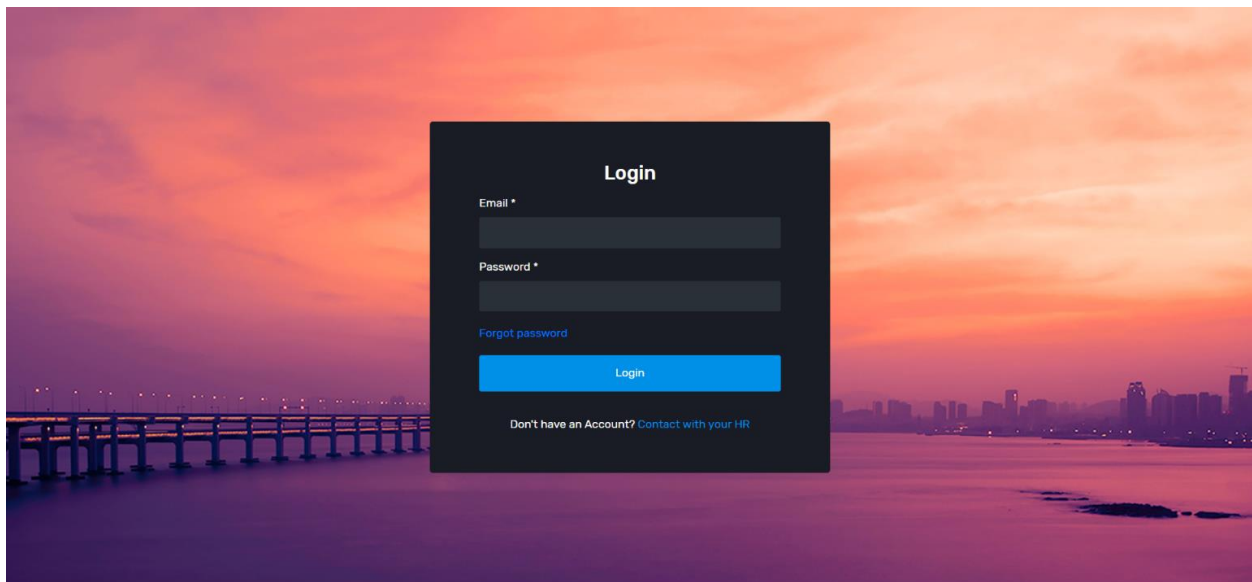 Login
Email *
Password *
Forgot password
Login
Don't have an Account? Contact with your HR